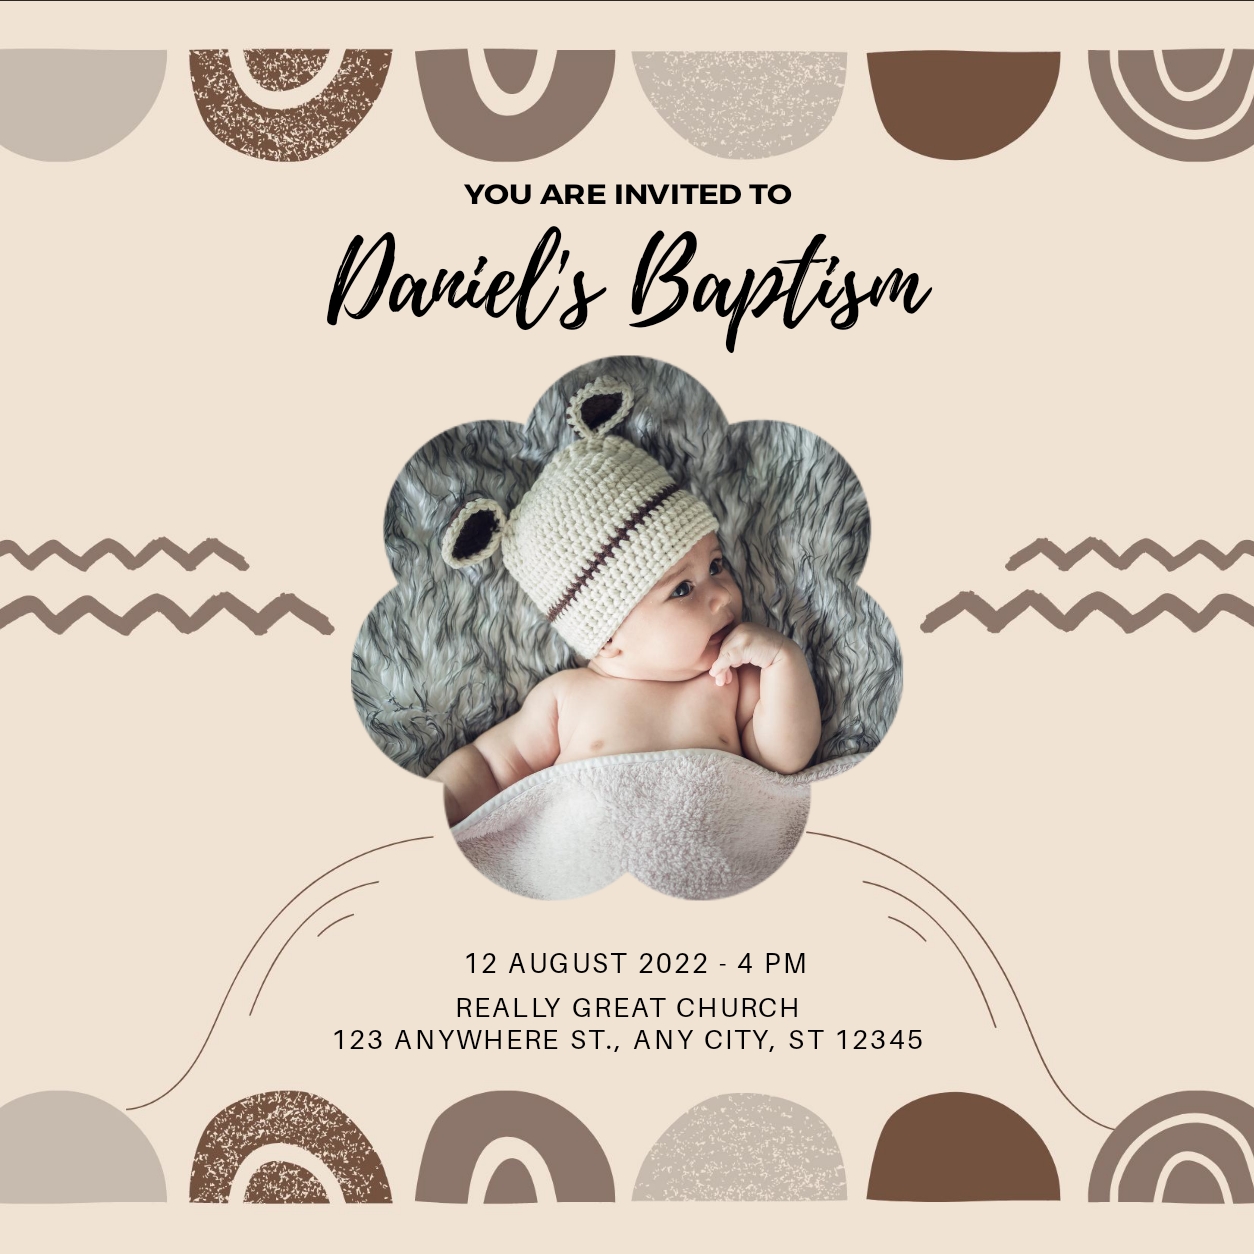 YOU ARE INVITED TO
Daniel's Baptism
12 AUGUST 2022 - 4 PM
REALLY GREAT CHURCH
123 ANYWHERE ST., ANY CITY, ST 12345